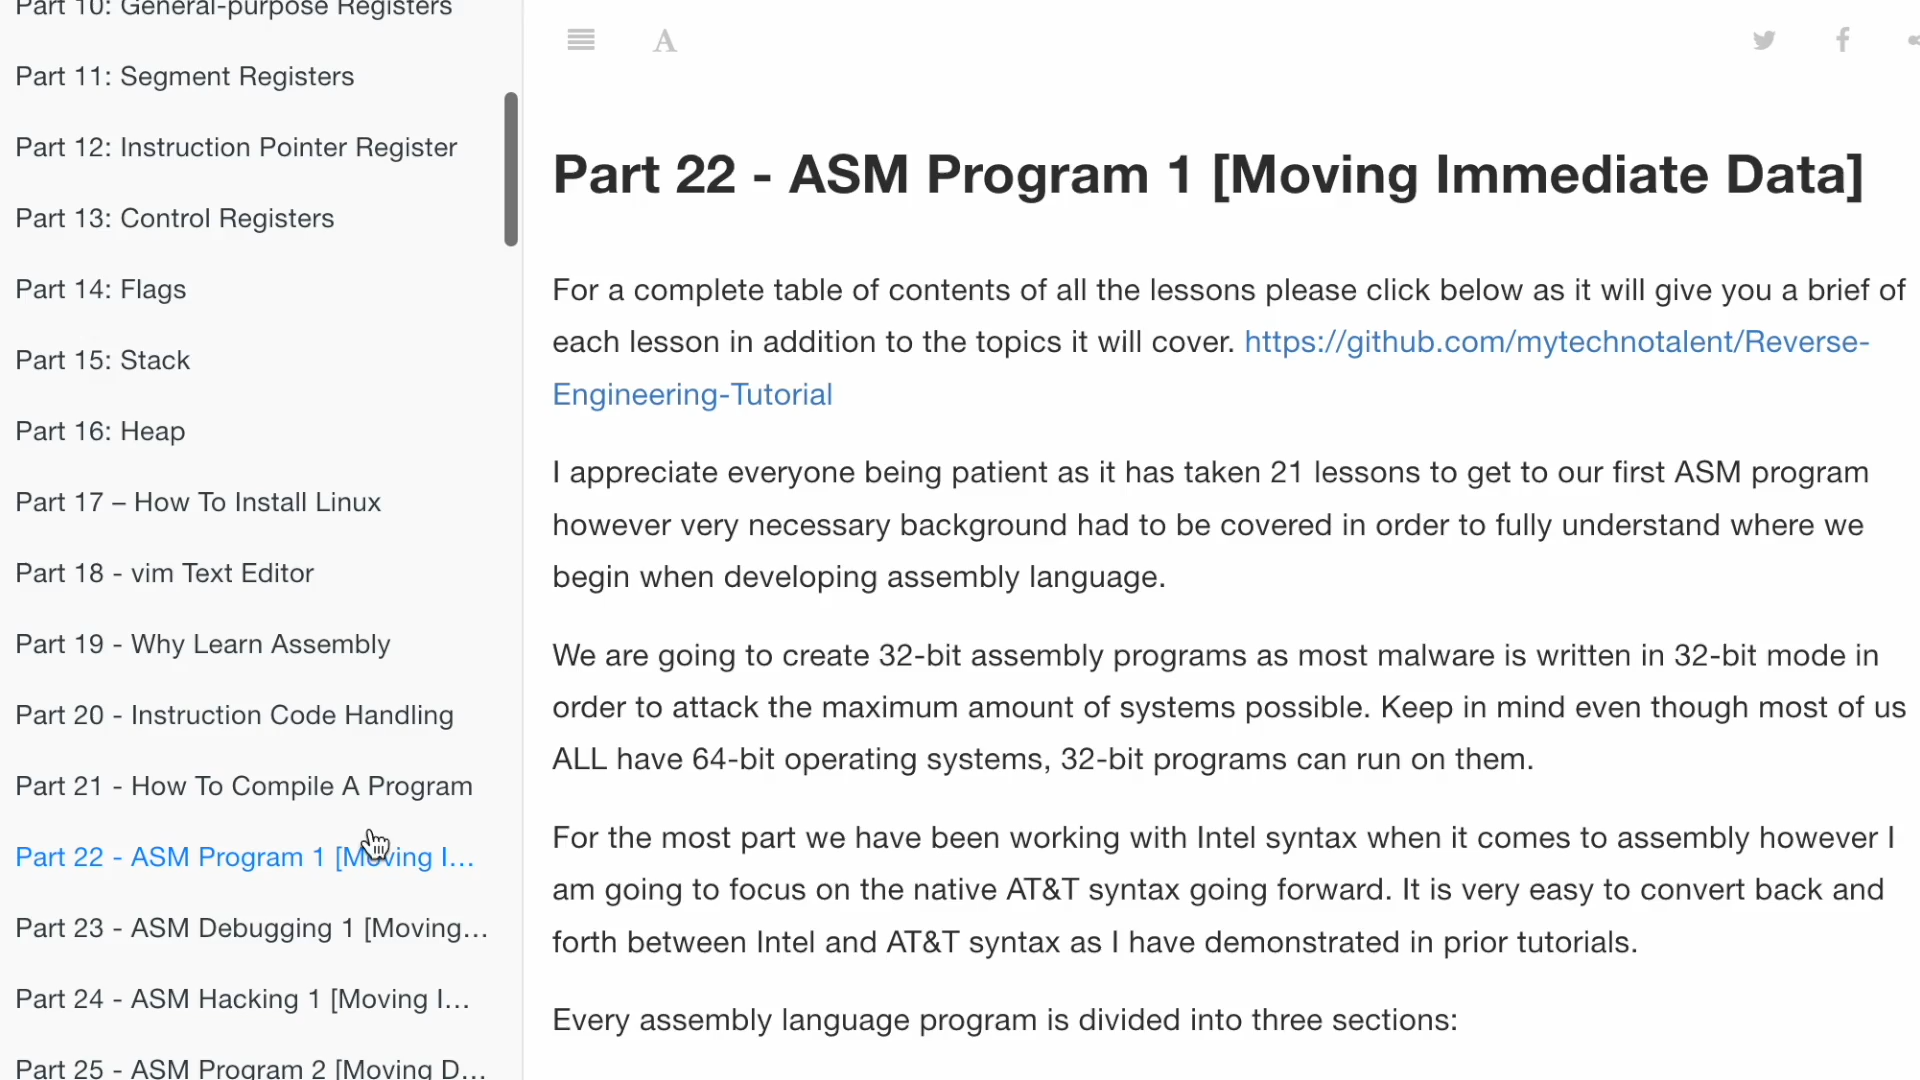 Part 10: General-purpose Registers
Part 11: Segment Registers
Part 12: Instruction Pointer Register
Part 13: Control Registers
Part 14: Flags
Part 15: Stack
Part 16: Heap
Part 17 – How To Install Linux
Part 18 - vim Text Editor
Part 19 - Why Learn Assembly
Part 20 - Instruction Code Handling
Part 21 - How To Compile A Program
Part 22 - ASM Program 1 [Moving I...
Part 23 - ASM Debugging 1 [Moving...
Part 24 - ASM Hacking 1 [Moving I...
Part 25 - ASM Program 2 [Moving D...
A
Part 22 - ASM Program 1 [Moving Immediate Data]
For a complete table of contents of all the lessons please click below as it will give you a brief of
each lesson in addition to the topics it will cover. https://github.com/mytechnotalent/Reverse-
Engineering-Tutorial
I appreciate everyone being patient as it has taken 21 lessons to get to our first ASM program
however very necessary background had to be covered in order to fully understand where we
begin when developing assembly language.
We are going to create 32-bit assembly programs as most malware is written in 32-bit mode in
order to attack the maximum amount of systems possible. Keep in mind even though most of us
ALL have 64-bit operating systems, 32-bit programs can run on them.
For the most part we have been working with Intel syntax when it comes to assembly however I
am going to focus on the native AT&T syntax going forward. It is very easy to convert back and
forth between Intel and AT&T syntax as I have demonstrated in prior tutorials.
Every assembly language program is divided into three sections: